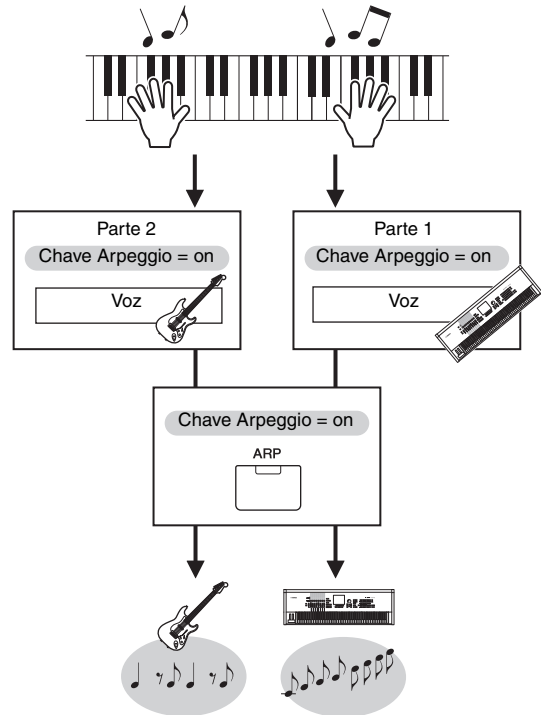 Parte 2
Chave Arpeggio = on
Voz
Parte 1
Chave Arpeggio = on
Voz
Chave Arpeggio = on
ARP